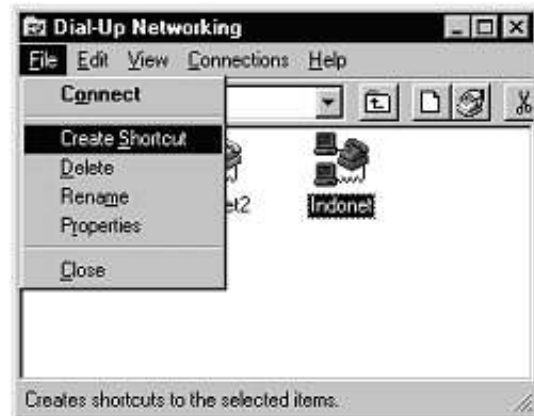 Dial-Up Networking
File Edit View Connections Help
Connect
Create Shortcut
Delete
Rename
Properties
Close
et2
Indonet
Creates shortcuts to the selected items.